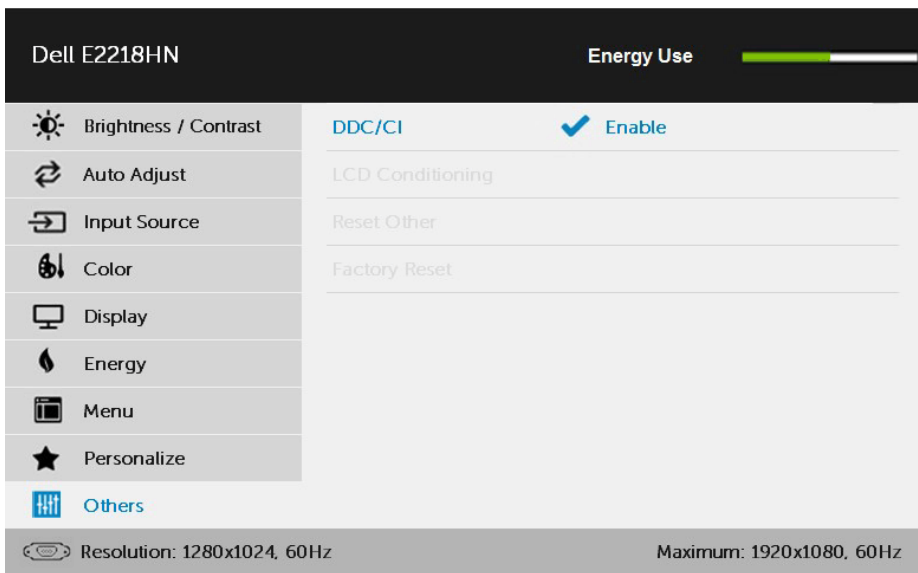 Dell E2218HN
Energy Use
Brightness / Contrast
DDC/CI
Enable
Auto Adjust
LCD Conditioning
Input Source
Reset Other
Color
Factory Reset
Display
Energy
Menu
Personalize
Others
Resolution: 1280x1024, 60Hz
Maximum: 1920x1080, 60Hz